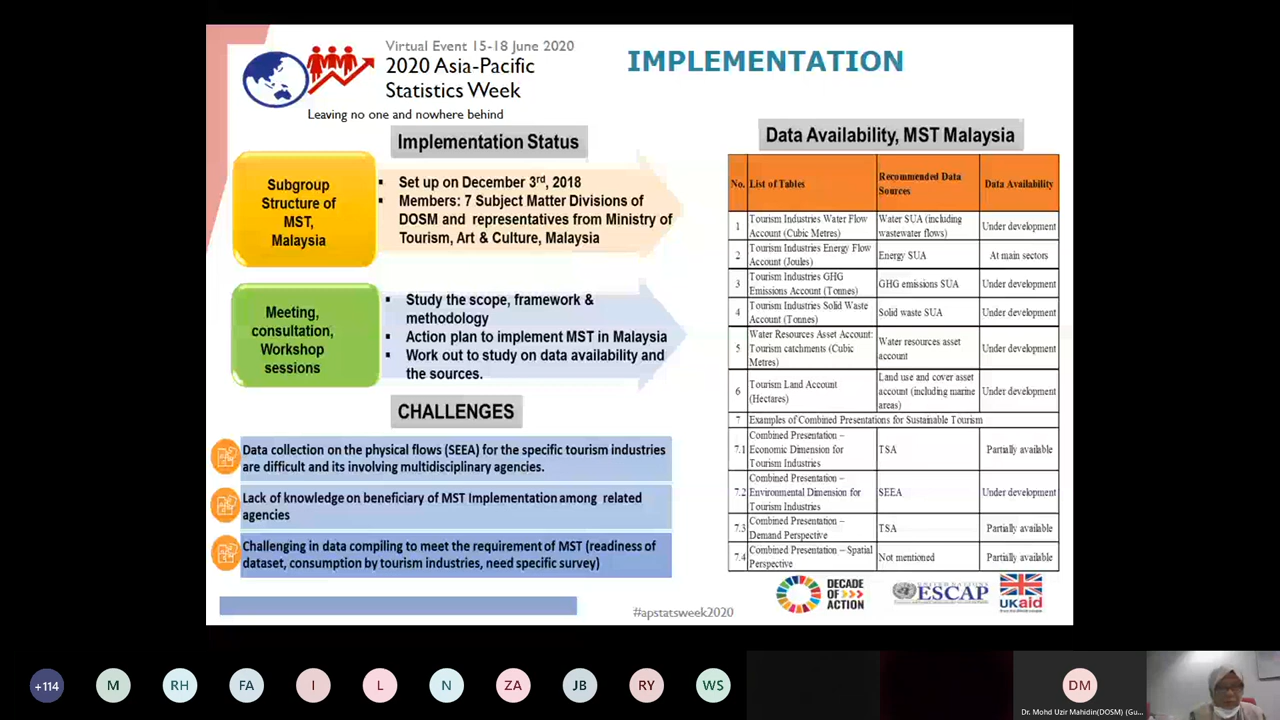 Virtual Event 15-18 June 2020
2020 Asia-Pacific
Statistics Week
Leaving no one and nowhere behind
IMPLEMENTATION
Implementation Status
Subgroup
Structure of
MST,
Malaysia
▪ Set up on December 3rd, 2018
▪ Members: 7 Subject Matter Divisions of
DOSM and representatives from Ministry of
Tourism, Art & Culture, Malaysia
Meeting,
consultation,
Workshop
sessions
▪ Study the scope, framework &
methodology
▪ Action plan to implement MST in Malaysia
▪ Work out to study on data availability and
the sources.
CHALLENGES
Data collection on the physical flows (SEEA) for the specific tourism industries
are difficult and its involving multidisciplinary agencies.
Lack of knowledge on beneficiary of MST Implementation among related
agencies
Challenging in data compiling to meet the requirement of MST (readiness of
dataset, consumption by tourism industries, need specific survey)
Data Availability, MST Malaysia
No. List of Tables Recommended Data Sources Data Availability
1 Tourism Industries Water Flow Account (Cubic Metres) Water SUA (including wastewater flows) Under development
2 Tourism Industries Energy Flow Account (Joules) Energy SUA At main sectors
3 Tourism Industries GHG Emissions Account (Tonnes) GHG emissions SUA Under development
4 Tourism Industries Solid Waste Account (Tonnes) Solid waste SUA Under development
5 Water Resources Asset Account: Tourism catchments (Cubic Metres) Water resources asset account Under development
6 Tourism Land Account (Hectares) Land use and cover asset account (including marine areas) Under development
7 Examples of Combined Presentations for Sustainable Tourism
7.1 Combined Presentation – Economic Dimension for Tourism Industries TSA Partially available
7.2 Combined Presentation – Environmental Dimension for Tourism Industries SEEA Under development
7.3 Combined Presentation – Demand Perspective TSA Partially available
7.4 Combined Presentation – Spatial Perspective Not mentioned Partially available
DECADE
OF >>>
ACTION
UNITED NATIONS
ESCAP
UKaid
#apstatsweek2020
+114
M
RH
FA
I
L
N
ZA
JB
RY
WS
DM
Dr. Mohd Uzir Mahidin(DOSM) (Gu...